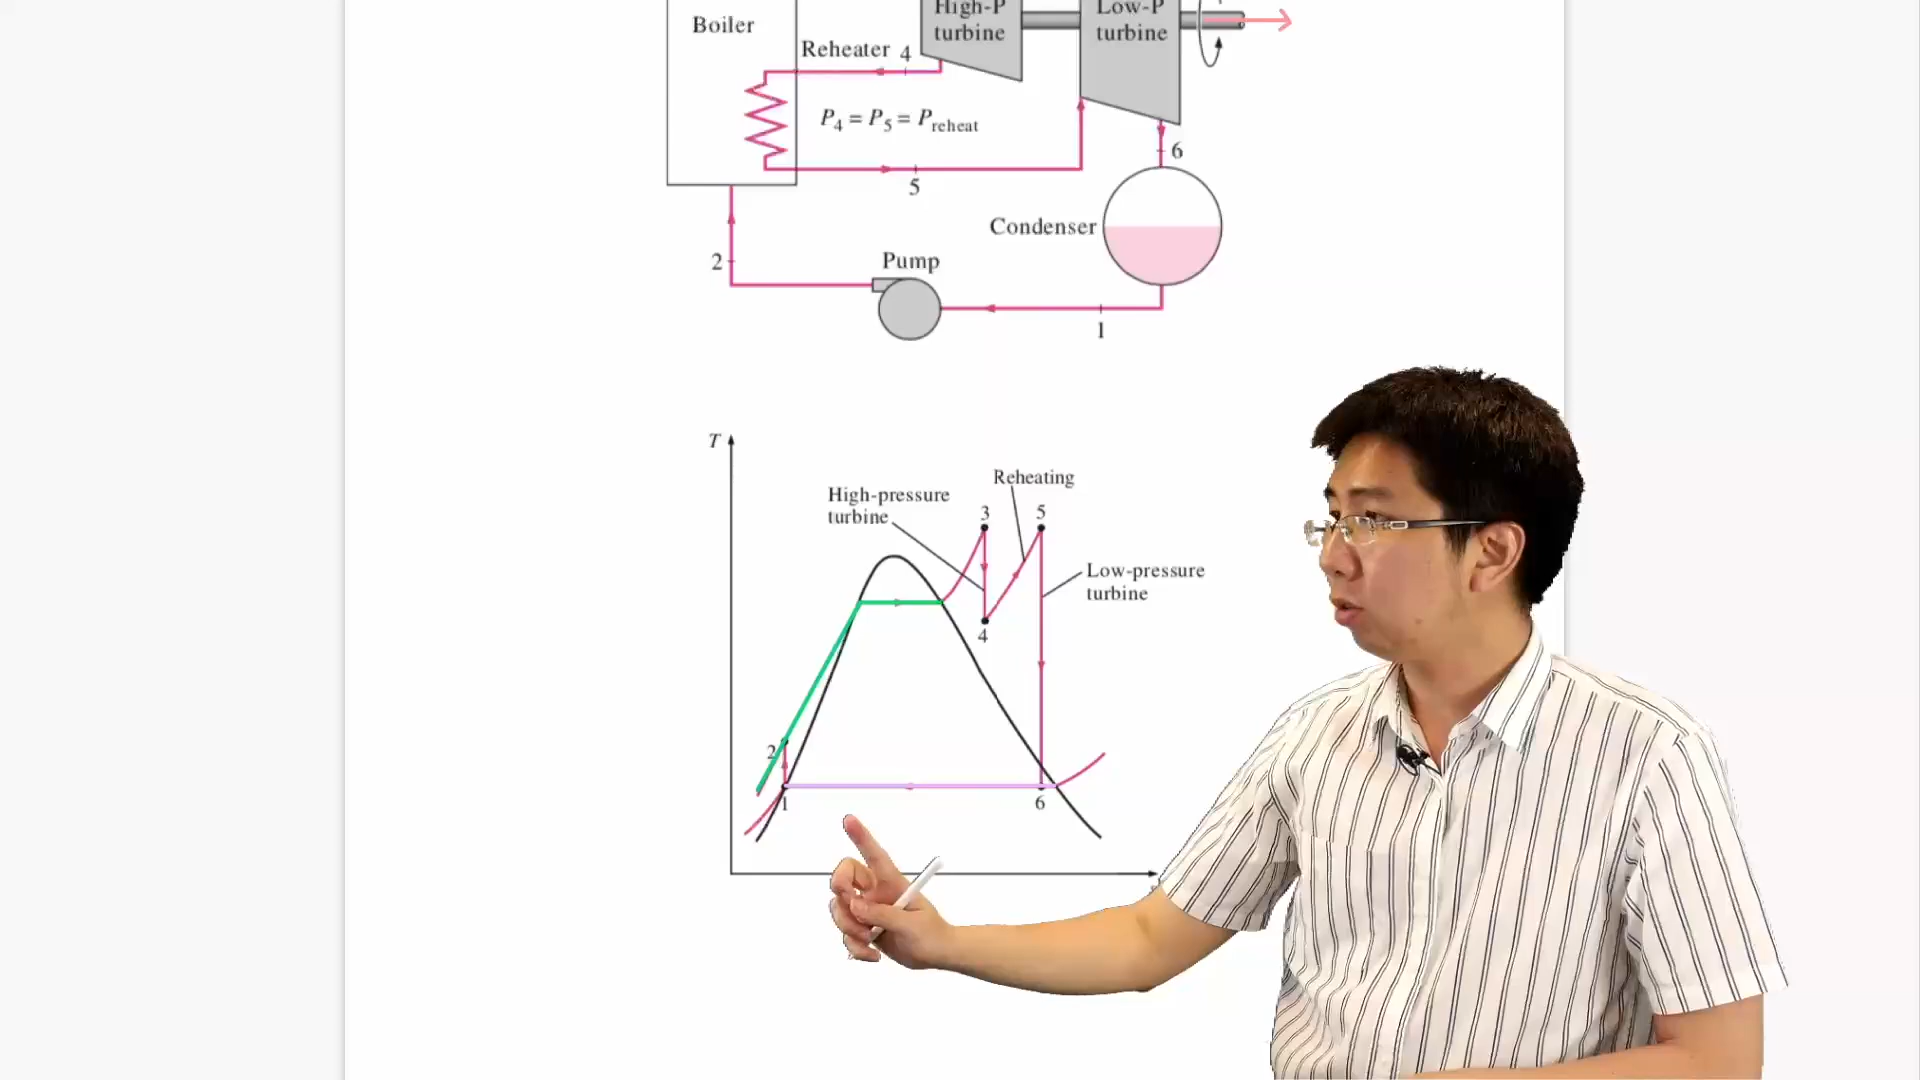 High-P
turbine
Low-P
turbine
Boiler
Reheater
4
P4 = P5 = Preheat
5
6
Condenser
2
Pump
1
T
Reheating
High-pressure
turbine
3
5
Low-pressure
turbine
4
2
1
6